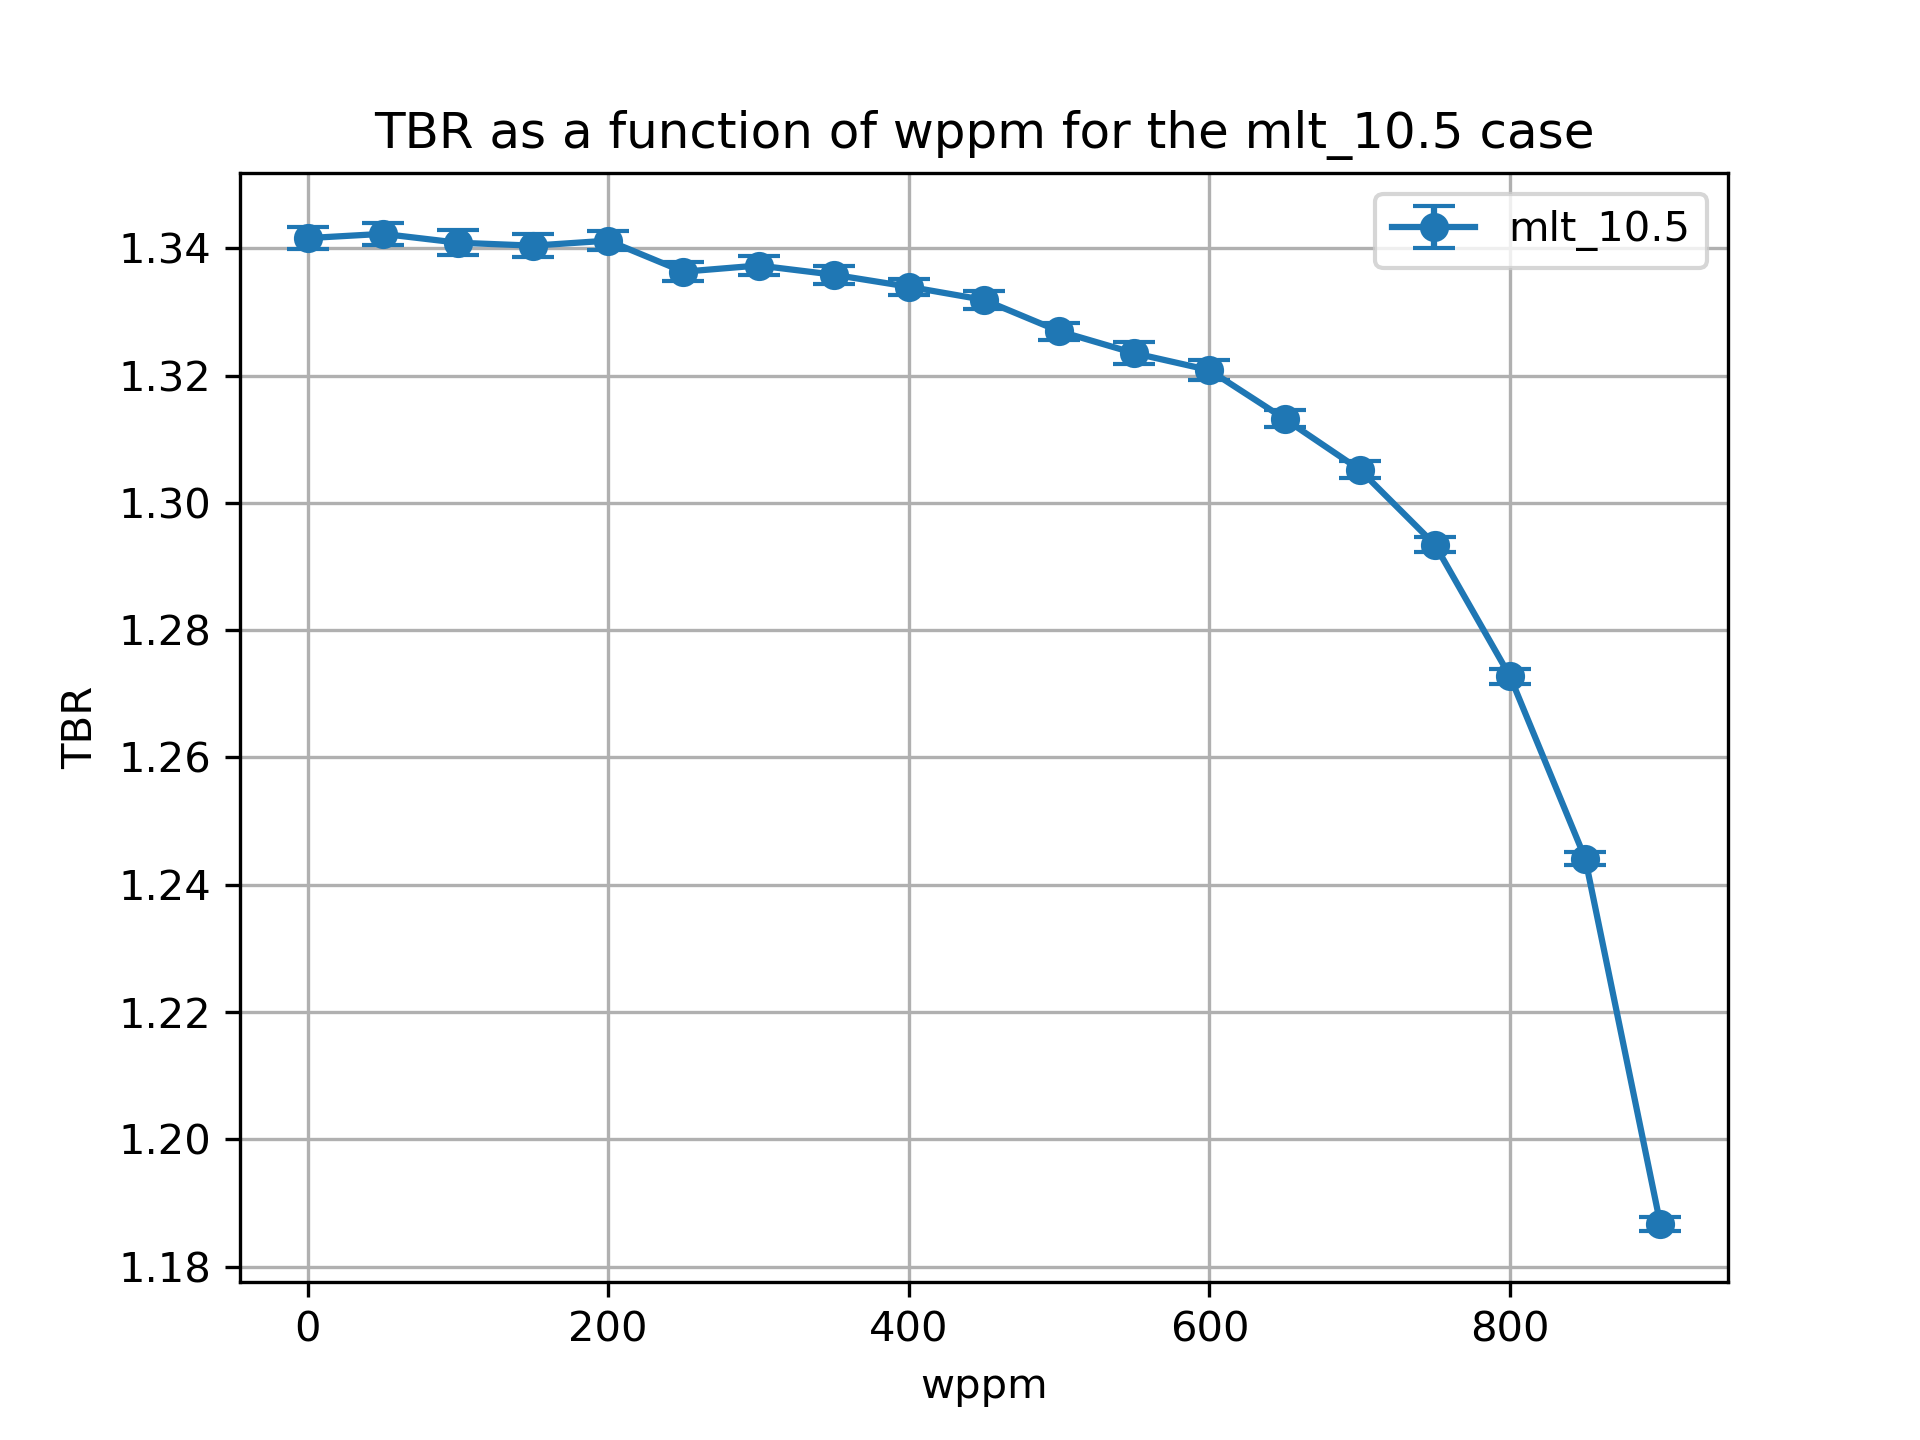 TBR as a function of wppm for the mlt_10.5 case
mlt_10.5
1.34
1.32
1.30
1.28
1.26
1.24
1.22
1.20
1.18
TBR
0 200 400 600 800
wppm